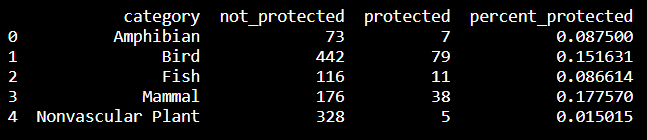 category not_protected protected percent_protected
0 Amphibian 73 7 0.087500
1 Bird 442 79 0.151631
2 Fish 116 11 0.086614
3 Mammal 176 38 0.177570
4 Nonvascular Plant 328 5 0.015015